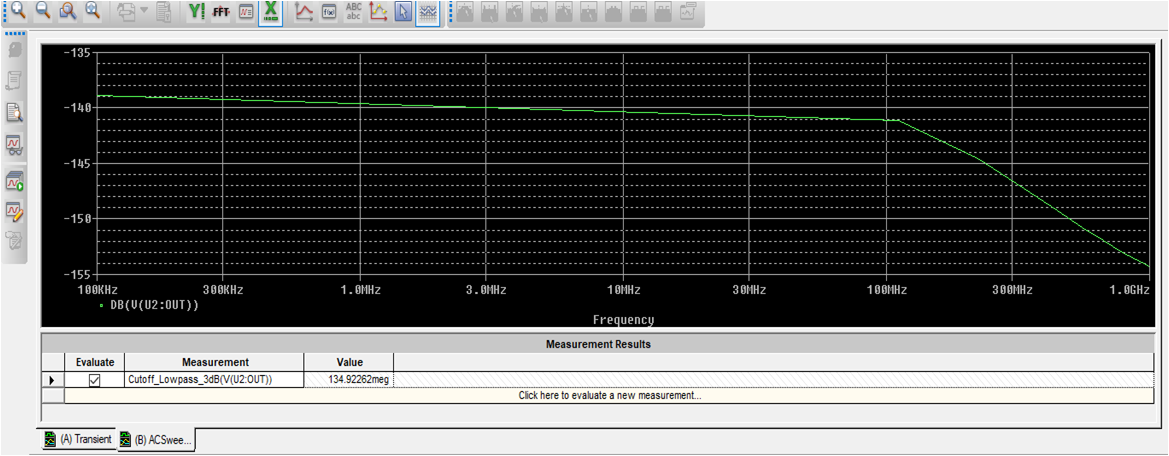 Y! FFT X f(x) ABC
abc
-135
-140
-145
-150
-155
100KHz 300KHz 1.0MHz 3.0MHz 10MHz 30MHz 100MHz 300MHz 1.0GHz
DB(V(U2:OUT))
Frequency
Measurement Results
Evaluate Measurement Value
Cutoff_Lowpass_3dB(V(U2:OUT)) 134.92262meg
Click here to evaluate a new measurement...
(A) Transient (B) ACSwee...